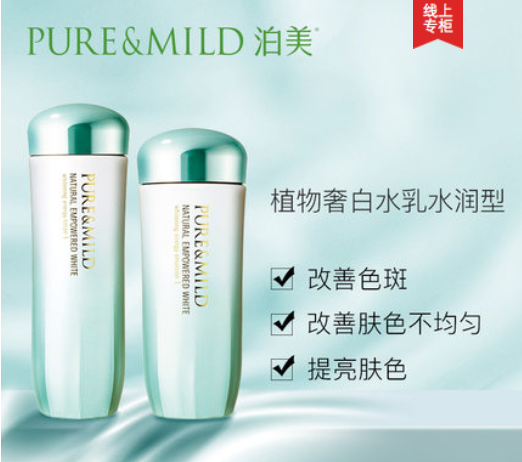 线上
专柜
PURE&MILD 泊美
植物奢白水乳水润型
改善色斑
改善肤色不均匀
提亮肤色
PURE&MILD
NATURAL EMPOWERED WHITE
PURE&MILD
NATURAL EMPOWERED WHITE